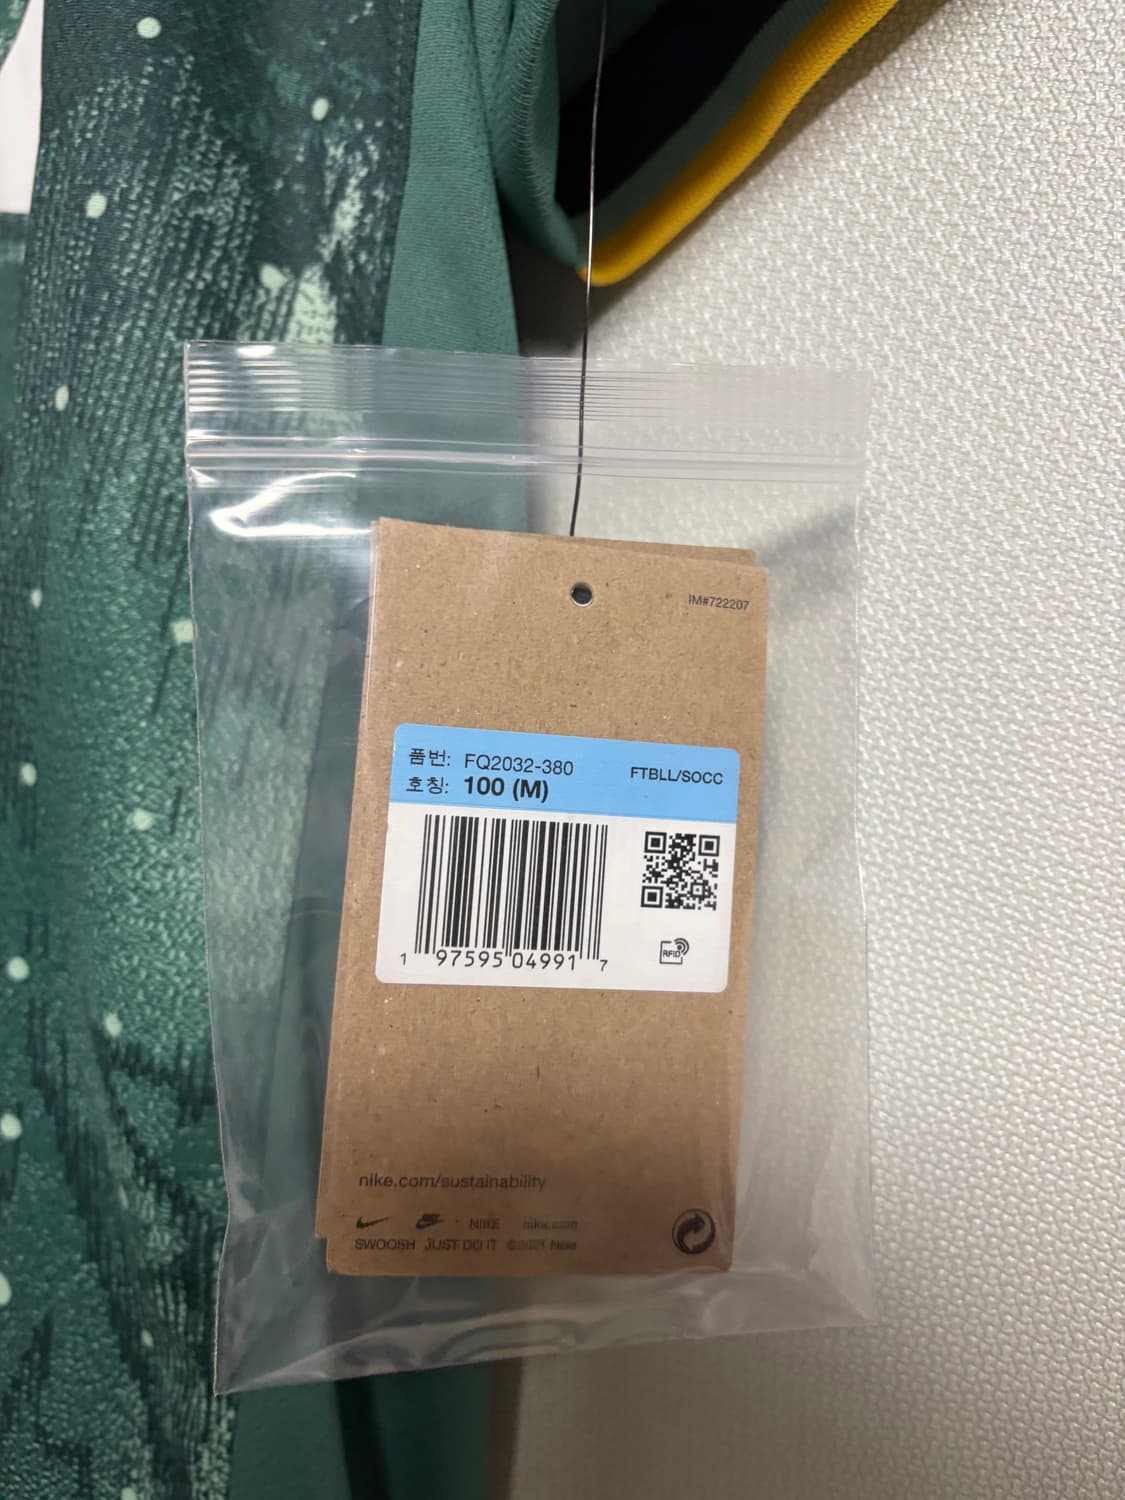 IM#722207
품번: FQ2032-380
호칭: 100 (M)
FTBLL/SOCC
1 97595 04991 7
RFID
nike.com/sustainability
NIKE nike.com
SWOOSH JUST DO IT Nike